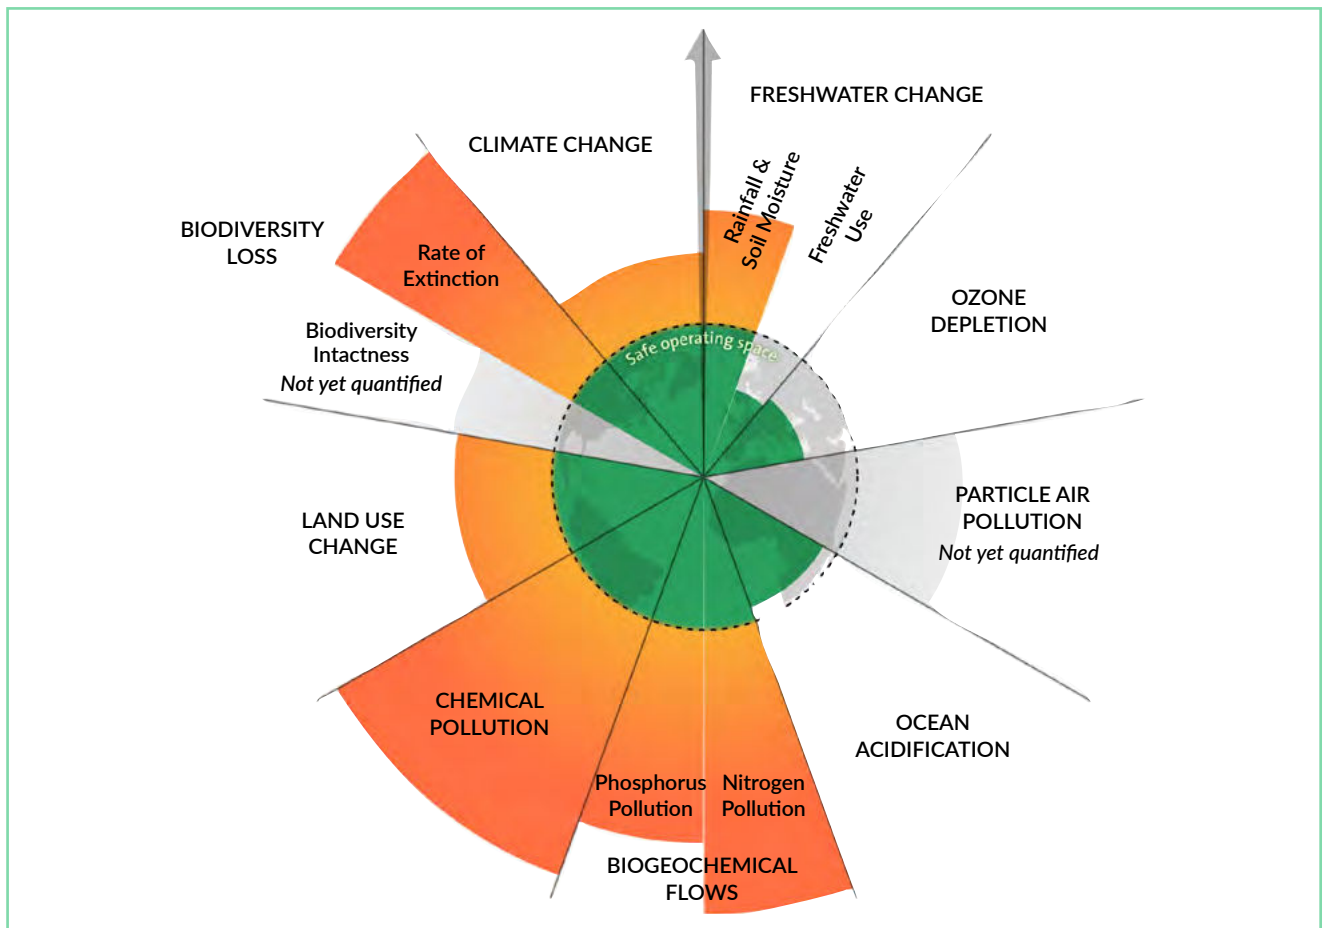 FRESHWATER CHANGE
CLIMATE CHANGE
Rainfall &
Soil Moisture
Freshwater
Use
BIODIVERSITY
LOSS
Rate of
Extinction
OZONE
DEPLETION
Biodiversity
Intactness
Not yet quantified
Safe operating space
PARTICLE AIR
POLLUTION
Not yet quantified
LAND USE
CHANGE
CHEMICAL
POLLUTION
OCEAN
ACIDIFICATION
Phosphorus
Pollution
Nitrogen
Pollution
BIOGEOCHEMICAL
FLOWS